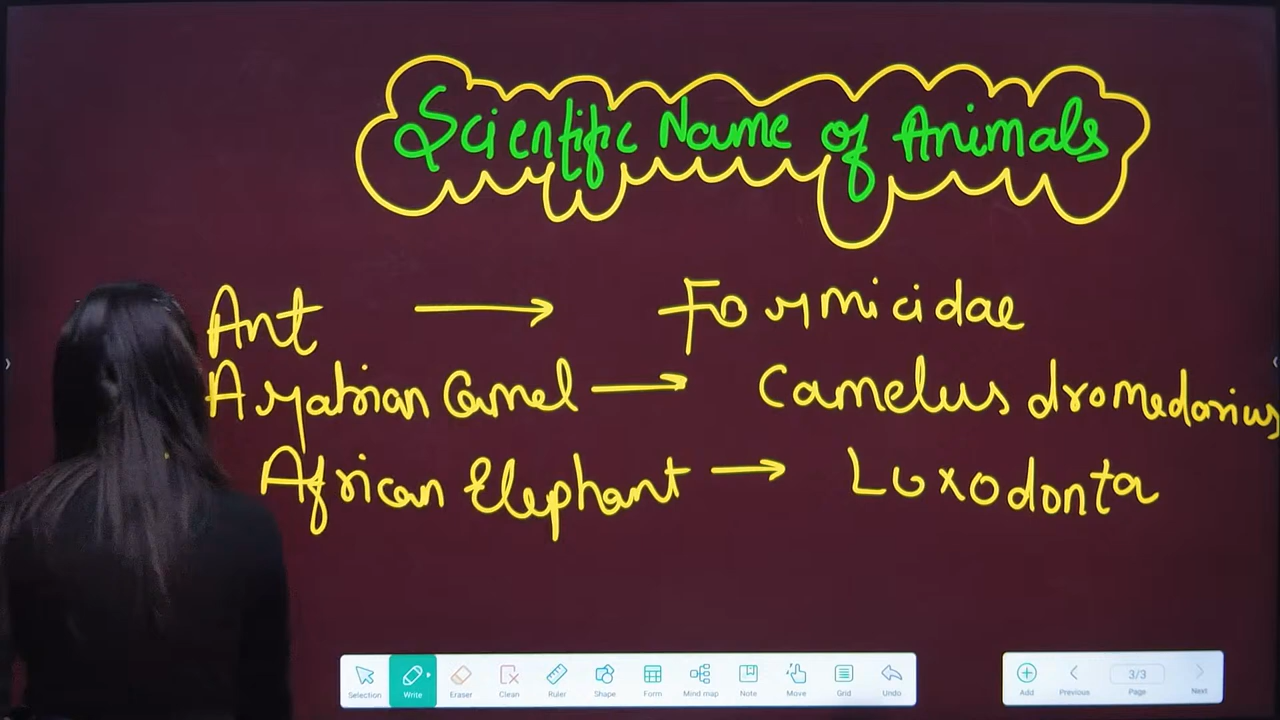 Scientific Name of Animals
Ant → Formicidae
Arabian Camel → Camelus dromedarius
African Elephant → Loxodonta
Selection Write Eraser Clean Ruler Shape Form Mind map Note Move Grid Undo
Add Previous 3/3 Page Next